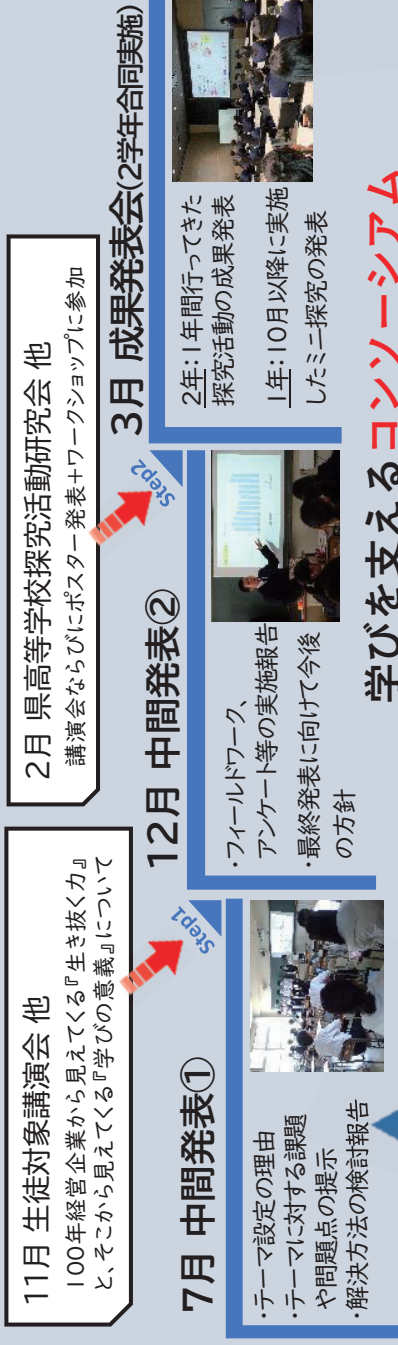 11月 生徒対象講演会 他
100年経営企業から見えてくる『生き抜く力』
と、そこから見えてくる『学びの意義』について
2月 県高等学校探究活動研究会 他
講演会ならびにポスター発表+ワークショップに参加
7月 中間発表①
・テーマ設定の理由
・テーマに対する課題
や問題点の提示
・解決方法の検討報告
Step1
12月 中間発表②
・フィールドワーク、
アンケート等の実施報告
・最終発表に向けて今後
の方針
Step2
3月 成果発表会(2学年合同実施)
2年:1年間行ってきた
探究活動の成果発表
1年:10月以降に実施
したミニ探究の発表
学びを支えるコンソーシアム